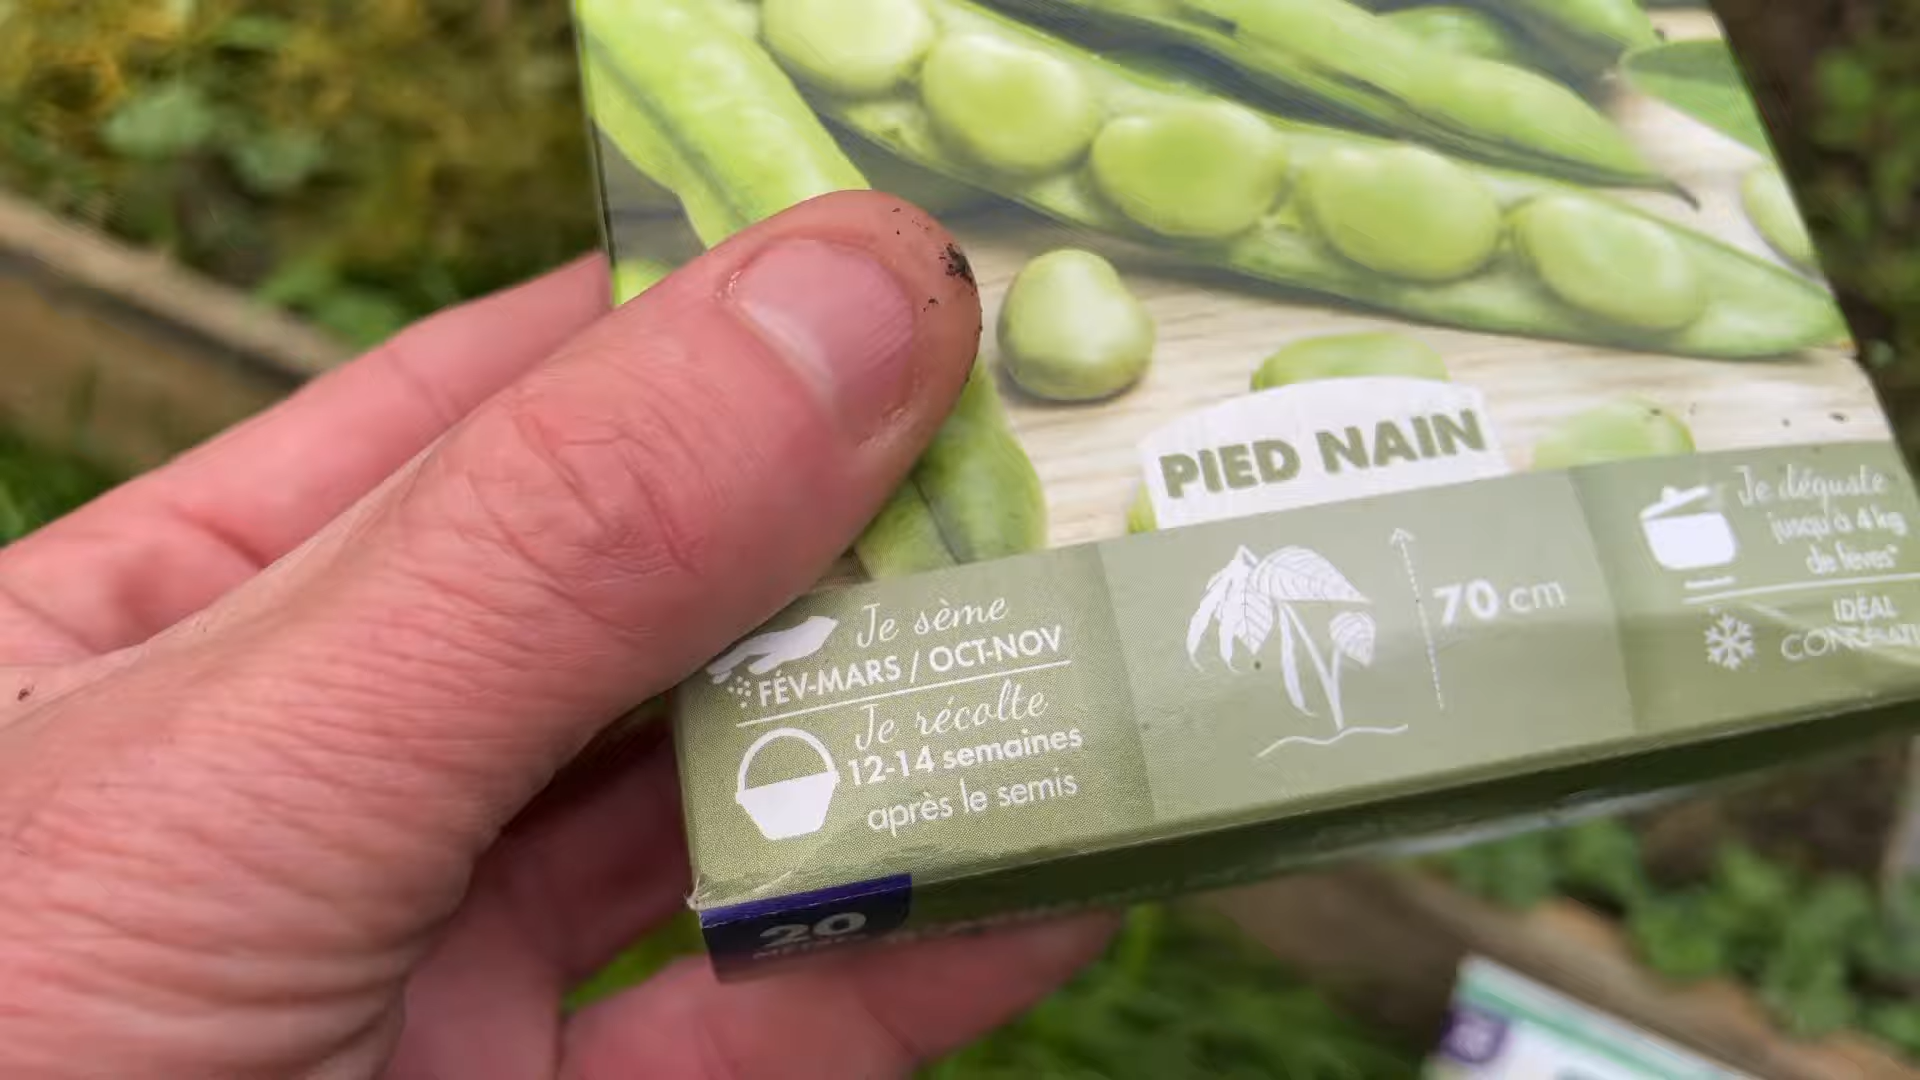 PIED NAIN
Je sème
FÉV-MARS / OCT-NOV
Je récolte
12-14 semaines
après le semis
70 cm
Je déguste
jusqu'à 4 kg
de fèves*
IDÉAL
20